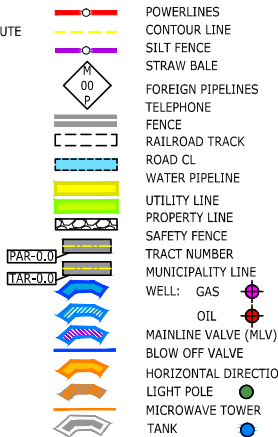 POWERLINES
UTE CONTOUR LINE
SILT FENCE
STRAW BALE
M
00
P
FOREIGN PIPELINES
TELEPHONE
FENCE
RAILROAD TRACK
ROAD CL
WATER PIPELINE
UTILITY LINE
PROPERTY LINE
SAFETY FENCE
PAR-0.0 TRACT NUMBER
TAR-0.0 MUNICIPALITY LINE
WELL: GAS
OIL
MAINLINE VALVE (MLV)
BLOW OFF VALVE
HORIZONTAL DIRECTIO
LIGHT POLE
MICROWAVE TOWER
TANK